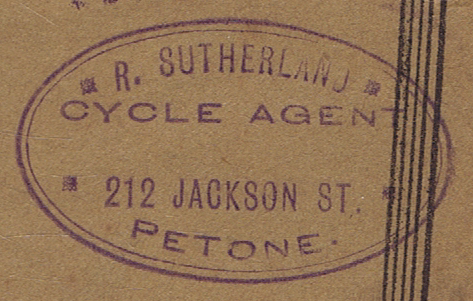 R. SUTHERLAND
CYCLE AGENT
212 JACKSON ST.
PETONE.